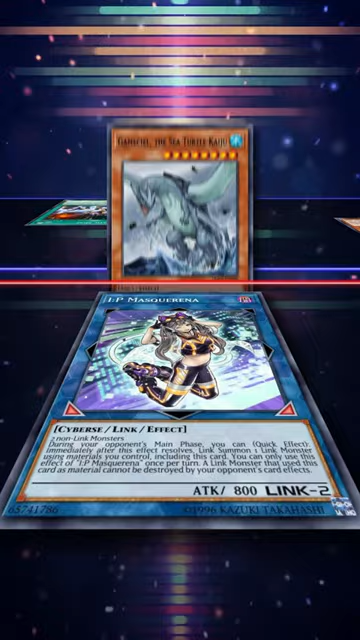 Gameciel, the Sea Turtle Kaiju
I:P Masquerena
[Cyberse / Link / Effect]
2 non-Link Monsters
During your opponent's Main Phase, you can (Quick Effect):
Immediately after this effect resolves, Link Summon 1 Link Monster
using materials you control, including this card. You can only use this
effect of "I:P Masquerena" once per turn. A Link Monster that used this
card as material cannot be destroyed by your opponent's card effects.
ATK/ 800 LINK-2
65741786 ©1996 KAZUKI TAKAHASHI